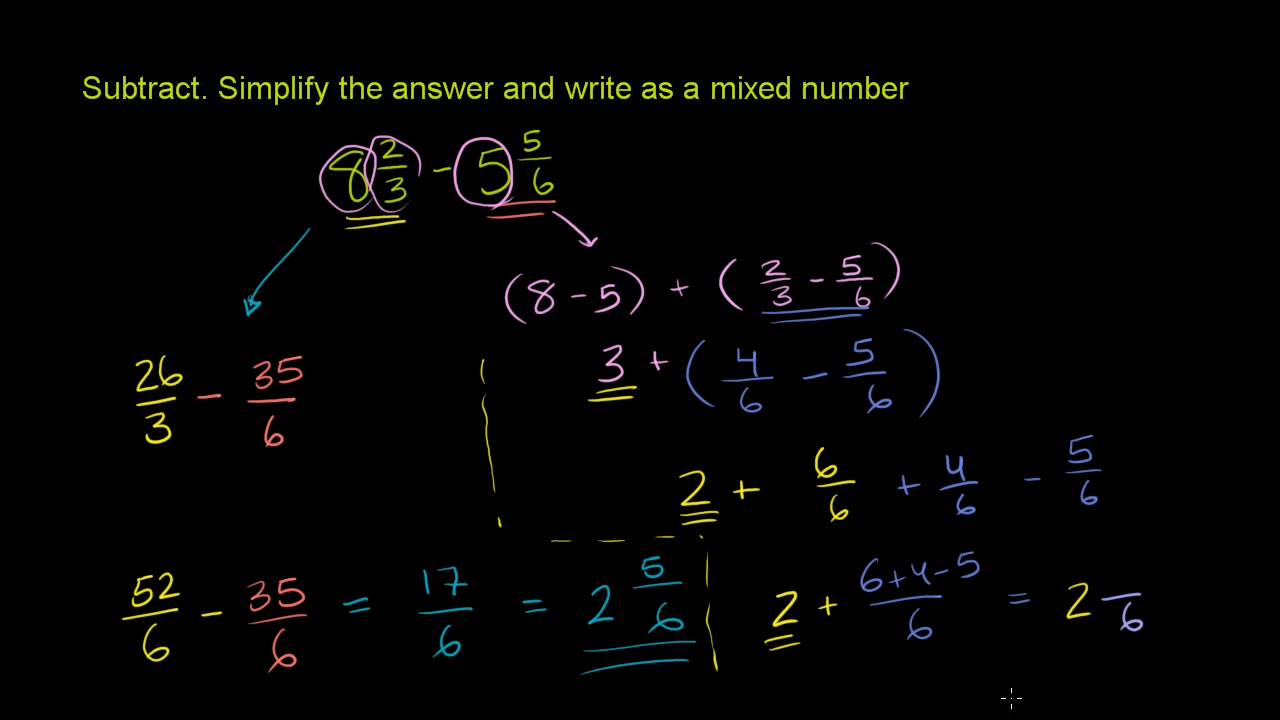 Subtract. Simplify the answer and write as a mixed number
8 2/3 - 5 5/6
(8 - 5) + (2/3 - 5/6)
3 + (4/6 - 5/6)
26/3 - 35/6
2 + 6/6 + 4/6 - 5/6
52/6 - 35/6 = 17/6 = 2 5/6
2 + (6+4-5)/6 = 2 /6